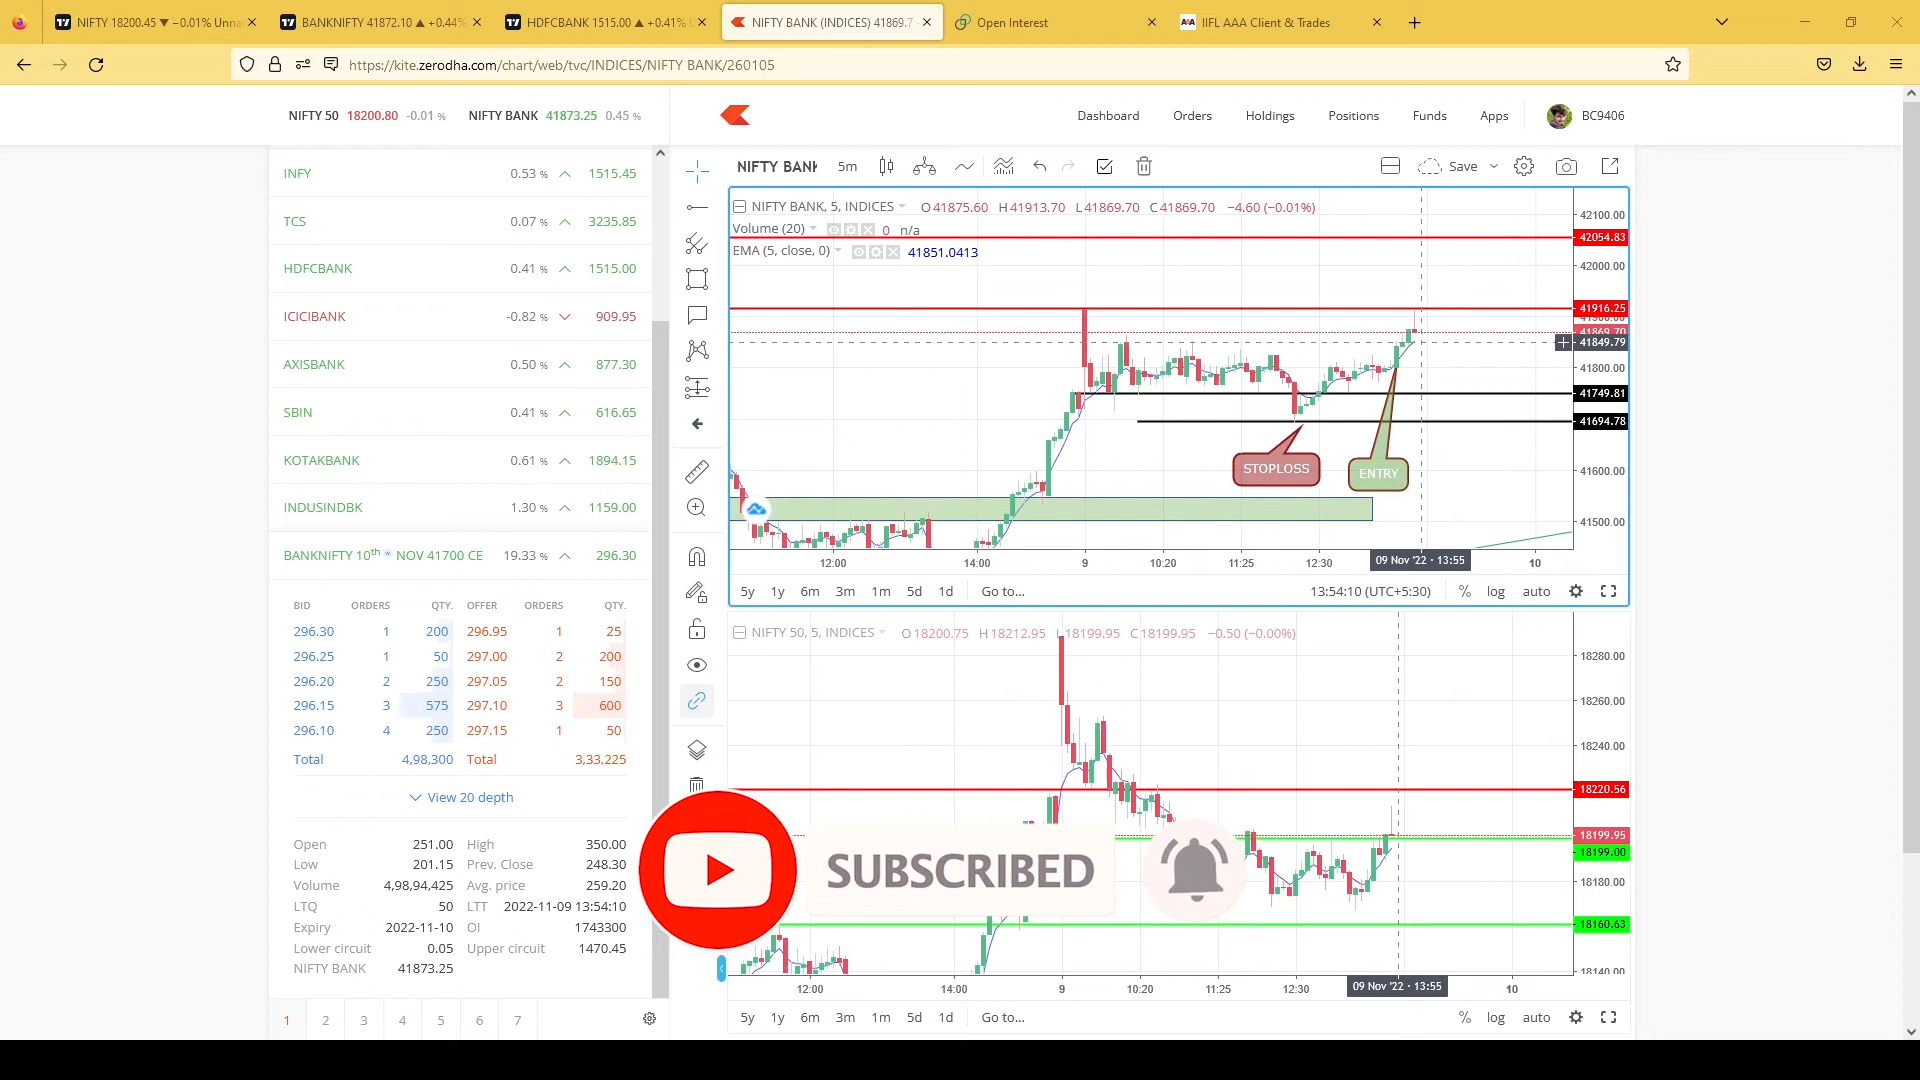 NIFTY 18200.45 ▼ −0.01% Unna
BANKNIFTY 41872.10 ▲ +0.44%
HDFCBANK 1515.00 ▲ +0.41%
NIFTY BANK (INDICES) 41869.7
Open Interest
IIFL AAA Client & Trades
https://kite.zerodha.com/chart/web/tvc/INDICES/NIFTY BANK/260105
NIFTY 50 18200.80 -0.01 %
NIFTY BANK 41873.25 0.45 %
Dashboard Orders Holdings Positions Funds Apps BC9406
INFY 0.53 % 1515.45
TCS 0.07 % 3235.85
HDFCBANK 0.41 % 1515.00
ICICIBANK -0.82 % 909.95
AXISBANK 0.50 % 877.30
SBIN 0.41 % 616.65
KOTAKBANK 0.61 % 1894.15
INDUSINDBK 1.30 % 1159.00
BANKNIFTY 10th w NOV 41700 CE 19.33 % 296.30
BID ORDERS QTY. OFFER ORDERS QTY.
296.30 1 200 296.95 1 25
296.25 1 50 297.00 2 200
296.20 2 250 297.05 2 150
296.15 3 575 297.10 3 600
296.10 4 250 297.15 1 50
Total 4,98,300 Total 3,33,225
View 20 depth
Open 251.00 High 350.00
Low 201.15 Prev. Close 248.30
Volume 4,98,94,425 Avg. price 259.20
LTQ 50 LTT 2022-11-09 13:54:10
Expiry 2022-11-10 OI 1743300
Lower circuit 0.05 Upper circuit 1470.45
NIFTY BANK 41873.25
1 2 3 4 5 6 7
NIFTY BANK 5m Save
NIFTY BANK, 5, INDICES O41875.60 H41913.70 L41869.70 C41869.70 −4.60 (−0.01%)
Volume (20) 0 n/a
EMA (5, close, 0) 41851.0413
42100.00
42054.83
42000.00
41916.25
41900.00
41869.70
41849.79
41800.00
41749.81
41694.78
41600.00
41500.00
STOPLOSS
ENTRY
12:00 14:00 9 10:20 11:25 12:30 09 Nov '22 · 13:55 10
5y 1y 6m 3m 1m 5d 1d Go to... 13:54:10 (UTC+5:30) % log auto
NIFTY 50, 5, INDICES O18200.75 H18212.95 L18199.95 C18199.95 −0.50 (−0.00%)
18280.00
18260.00
18240.00
18220.56
18199.95
18199.00
18180.00
18160.63
18140.00
SUBSCRIBED
12:00 14:00 9 10:20 11:25 12:30 09 Nov '22 · 13:55 10
5y 1y 6m 3m 1m 5d 1d Go to... % log auto